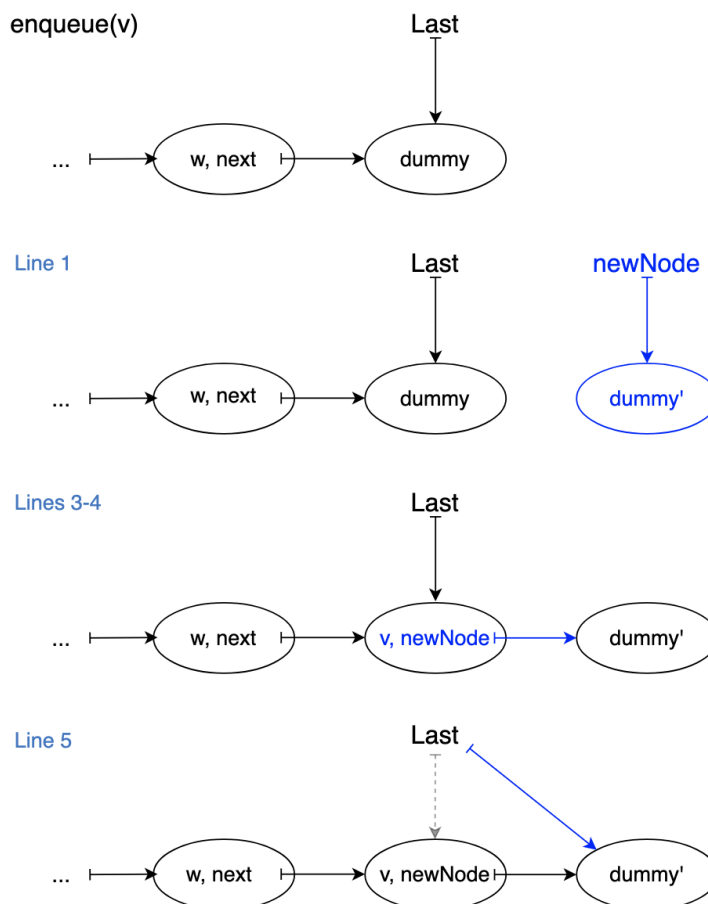 enqueue(v)
Last
...
w, next
dummy
Line 1
Last
newNode
...
w, next
dummy
dummy'
Lines 3-4
Last
...
w, next
v, newNode
dummy'
Line 5
Last
...
w, next
v, newNode
dummy'